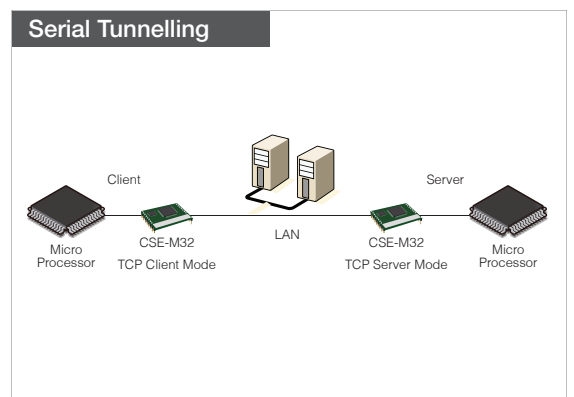 Serial Tunnelling
Client
Server
Micro
Processor
CSE-M32
TCP Client Mode
LAN
CSE-M32
TCP Server Mode
Micro
Processor